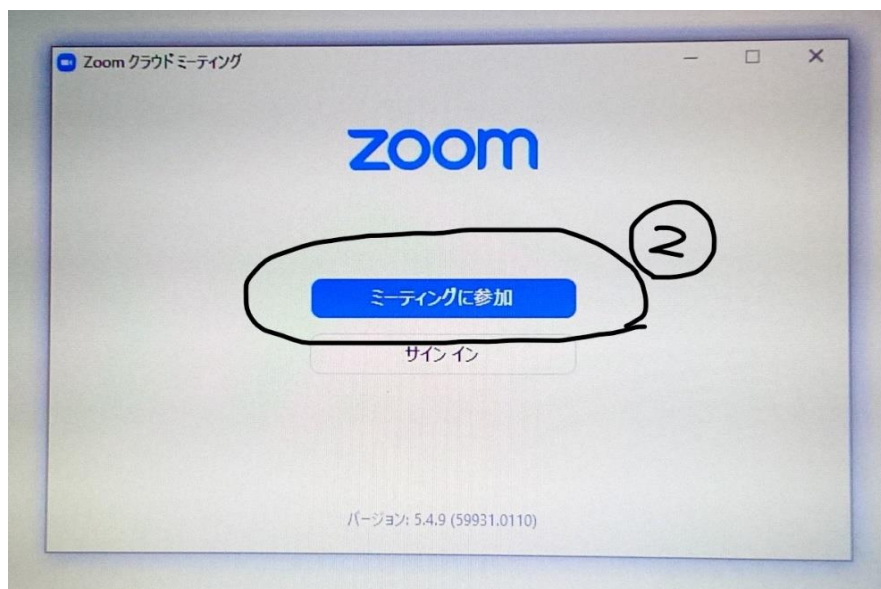 Zoom クラウドミーティング
zoom
②
ミーティングに参加
サイン イン
バージョン: 5.4.9 (59931.0110)